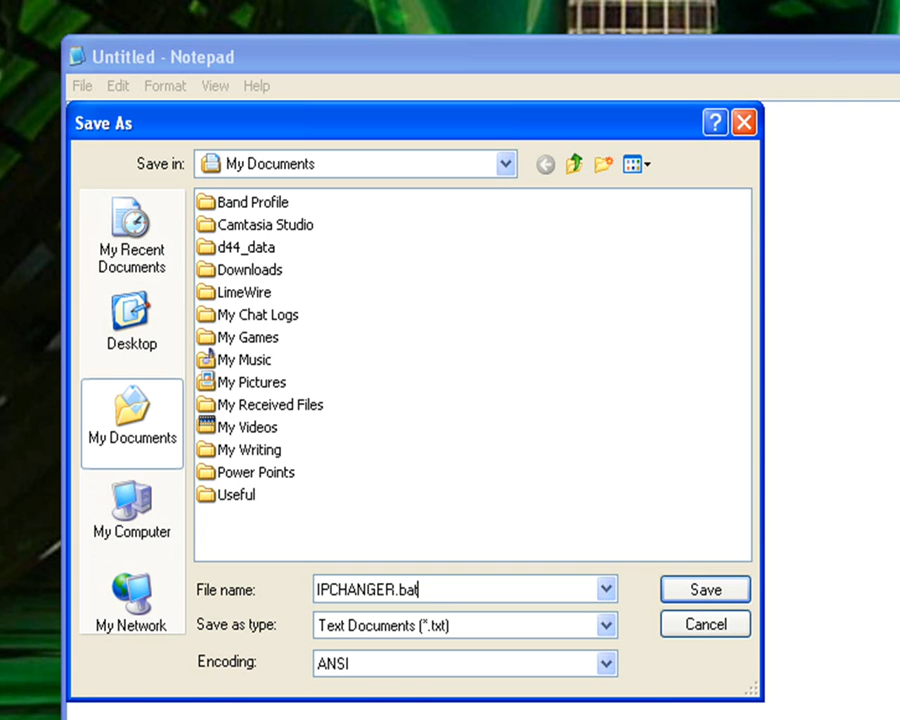 Untitled - Notepad
File Edit Format View Help
Save As
Save in: My Documents
My Recent Documents
Desktop
My Documents
My Computer
My Network
Band Profile
Camtasia Studio
d44_data
Downloads
LimeWire
My Chat Logs
My Games
My Music
My Pictures
My Received Files
My Videos
My Writing
Power Points
Useful
File name: IPCHANGER.bat Save
Save as type: Text Documents (*.txt) Cancel
Encoding: ANSI